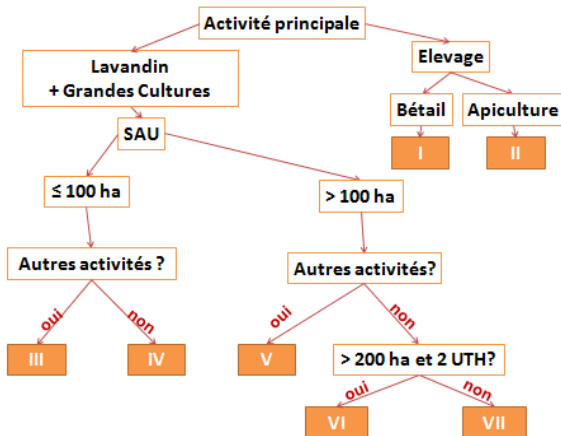 Activité principale
Lavandin
+ Grandes Cultures
Elevage
Bétail
Apiculture
SAU
I
II
≤ 100 ha
> 100 ha
Autres activités ?
Autres activités?
oui
non
oui
non
III
IV
V
> 200 ha et 2 UTH?
oui
non
VI
VII